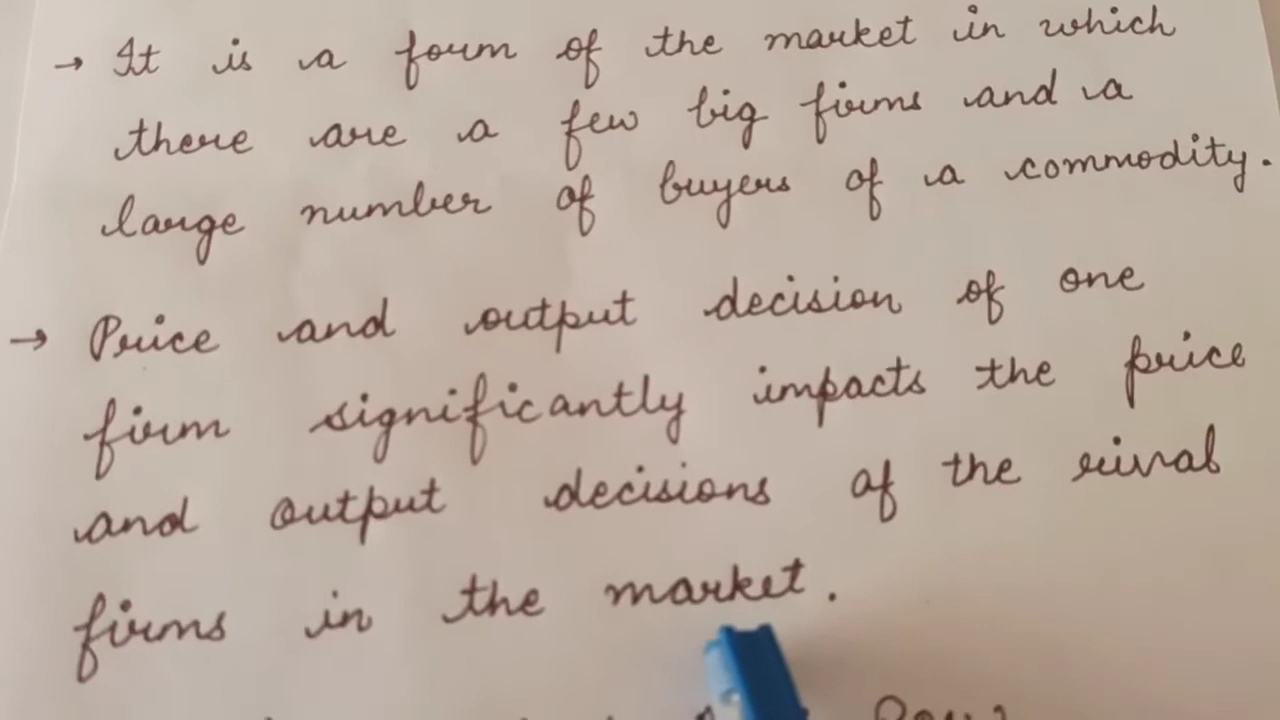 → It is a form of the market in which
there are a few big firms and a
large number of buyers of a commodity.
→ Price and output decision of one
firm significantly impacts the price
and output decisions of the rival
firms in the market.